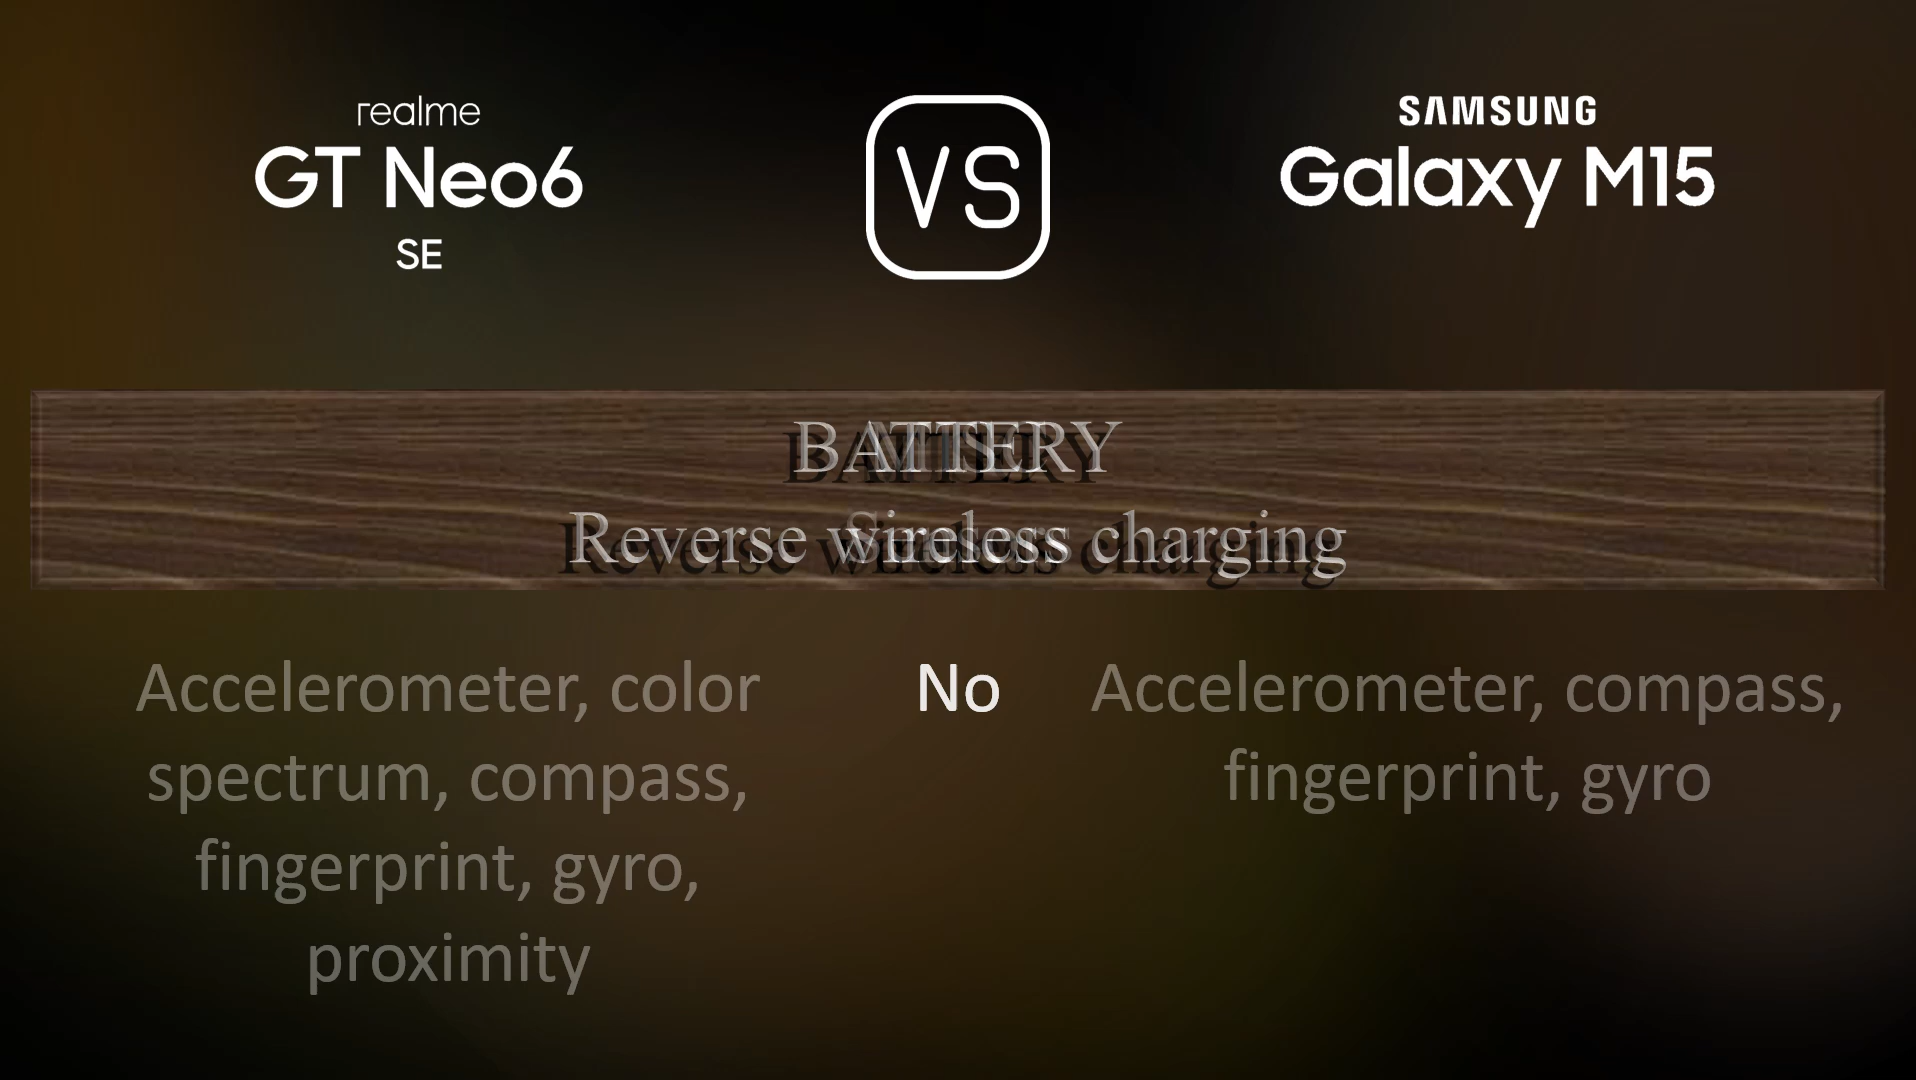 realme
GT Neo6
SE
VS
SAMSUNG
Galaxy M15
BATTERY
Reverse wireless charging
Sensors
Accelerometer, color
spectrum, compass,
fingerprint, gyro,
proximity
No
Accelerometer, compass,
fingerprint, gyro